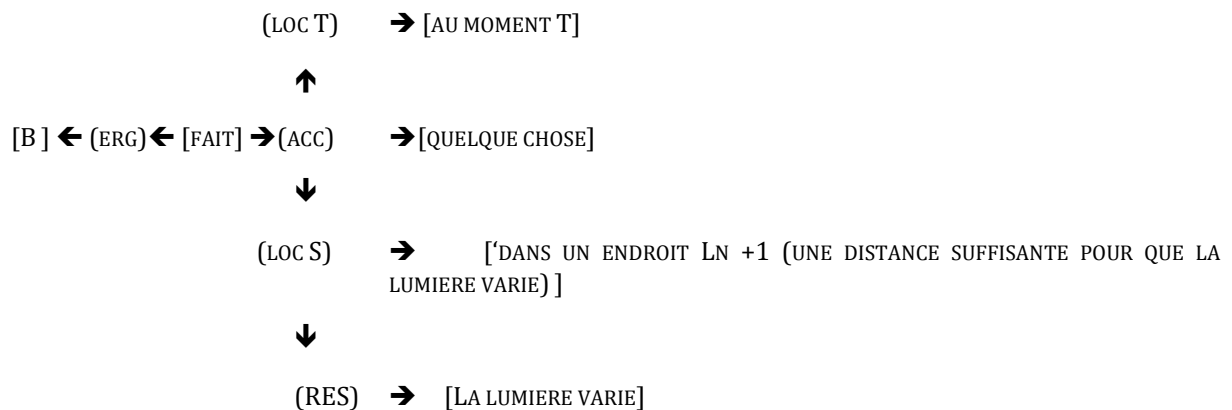 (LOC T) ➔ [AU MOMENT T]
🡩
[B ] 🡨 (ERG)🡨 [FAIT] ➔(ACC) ➔[QUELQUE CHOSE]
🡫
(LOC S) ➔ [‘DANS UN ENDROIT LN +1 (UNE DISTANCE SUFFISANTE POUR QUE LA
LUMIERE VARIE) ]
🡫
(RES) ➔ [LA LUMIERE VARIE]